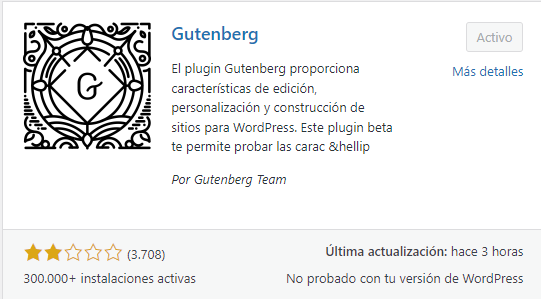 G
Gutenberg
Activo
Más detalles
El plugin Gutenberg proporciona
características de edición,
personalización y construcción de
sitios para WordPress. Este plugin beta
te permite probar las carac &hellip
Por Gutenberg Team
(3.708)
300.000+ instalaciones activas
Última actualización: hace 3 horas
No probado con tu versión de WordPress